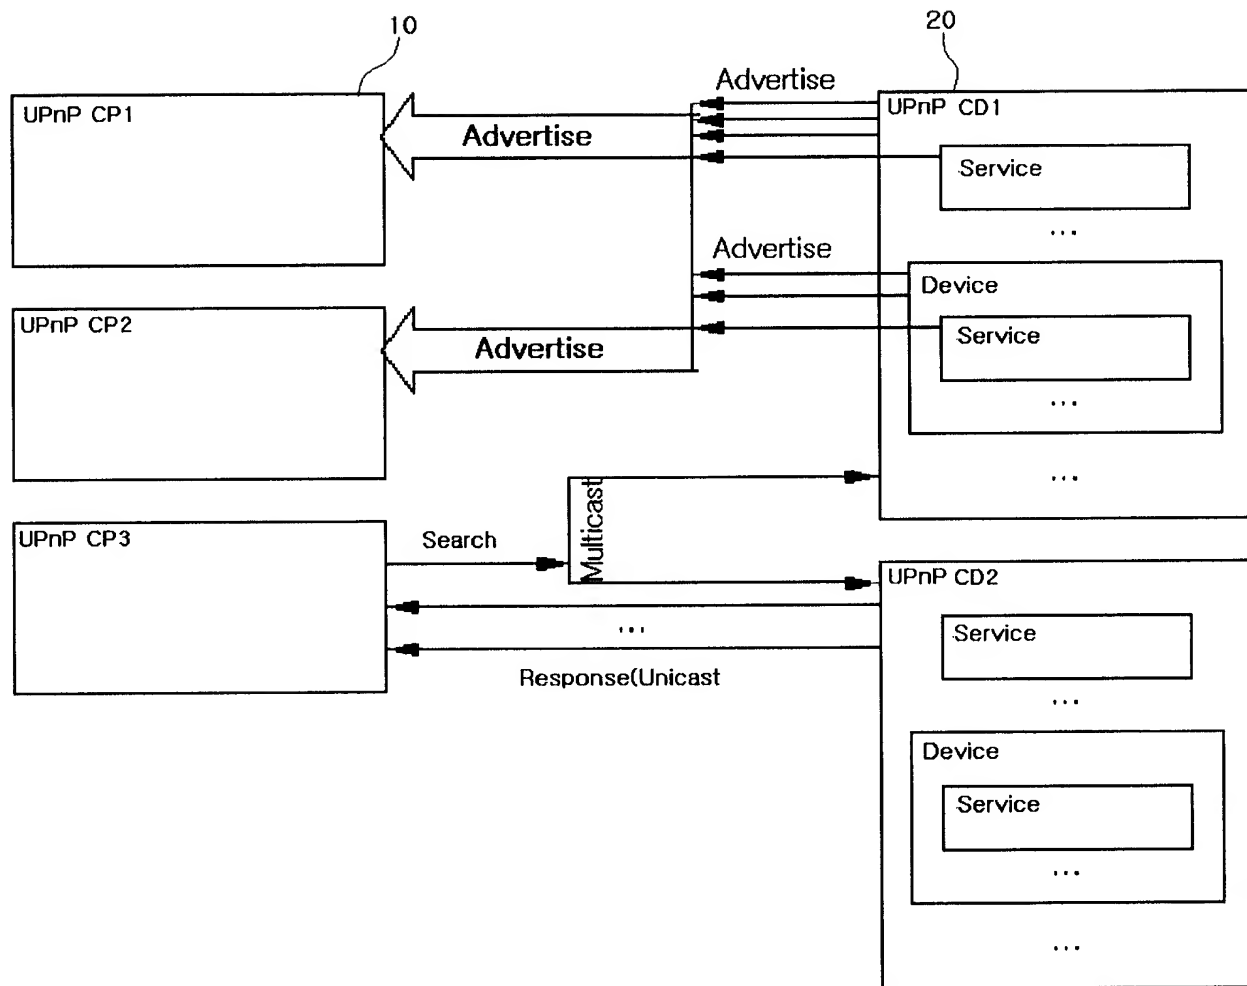 10
20
UPnP CP1
Advertise
Advertise
UPnP CD1
Service
...
Advertise
Device
UPnP CP2
Advertise
Service
...
...
UPnP CP3
Search
Multicast
UPnP CD2
...
Response(Unicast
Service
...
Device
Service
...
...